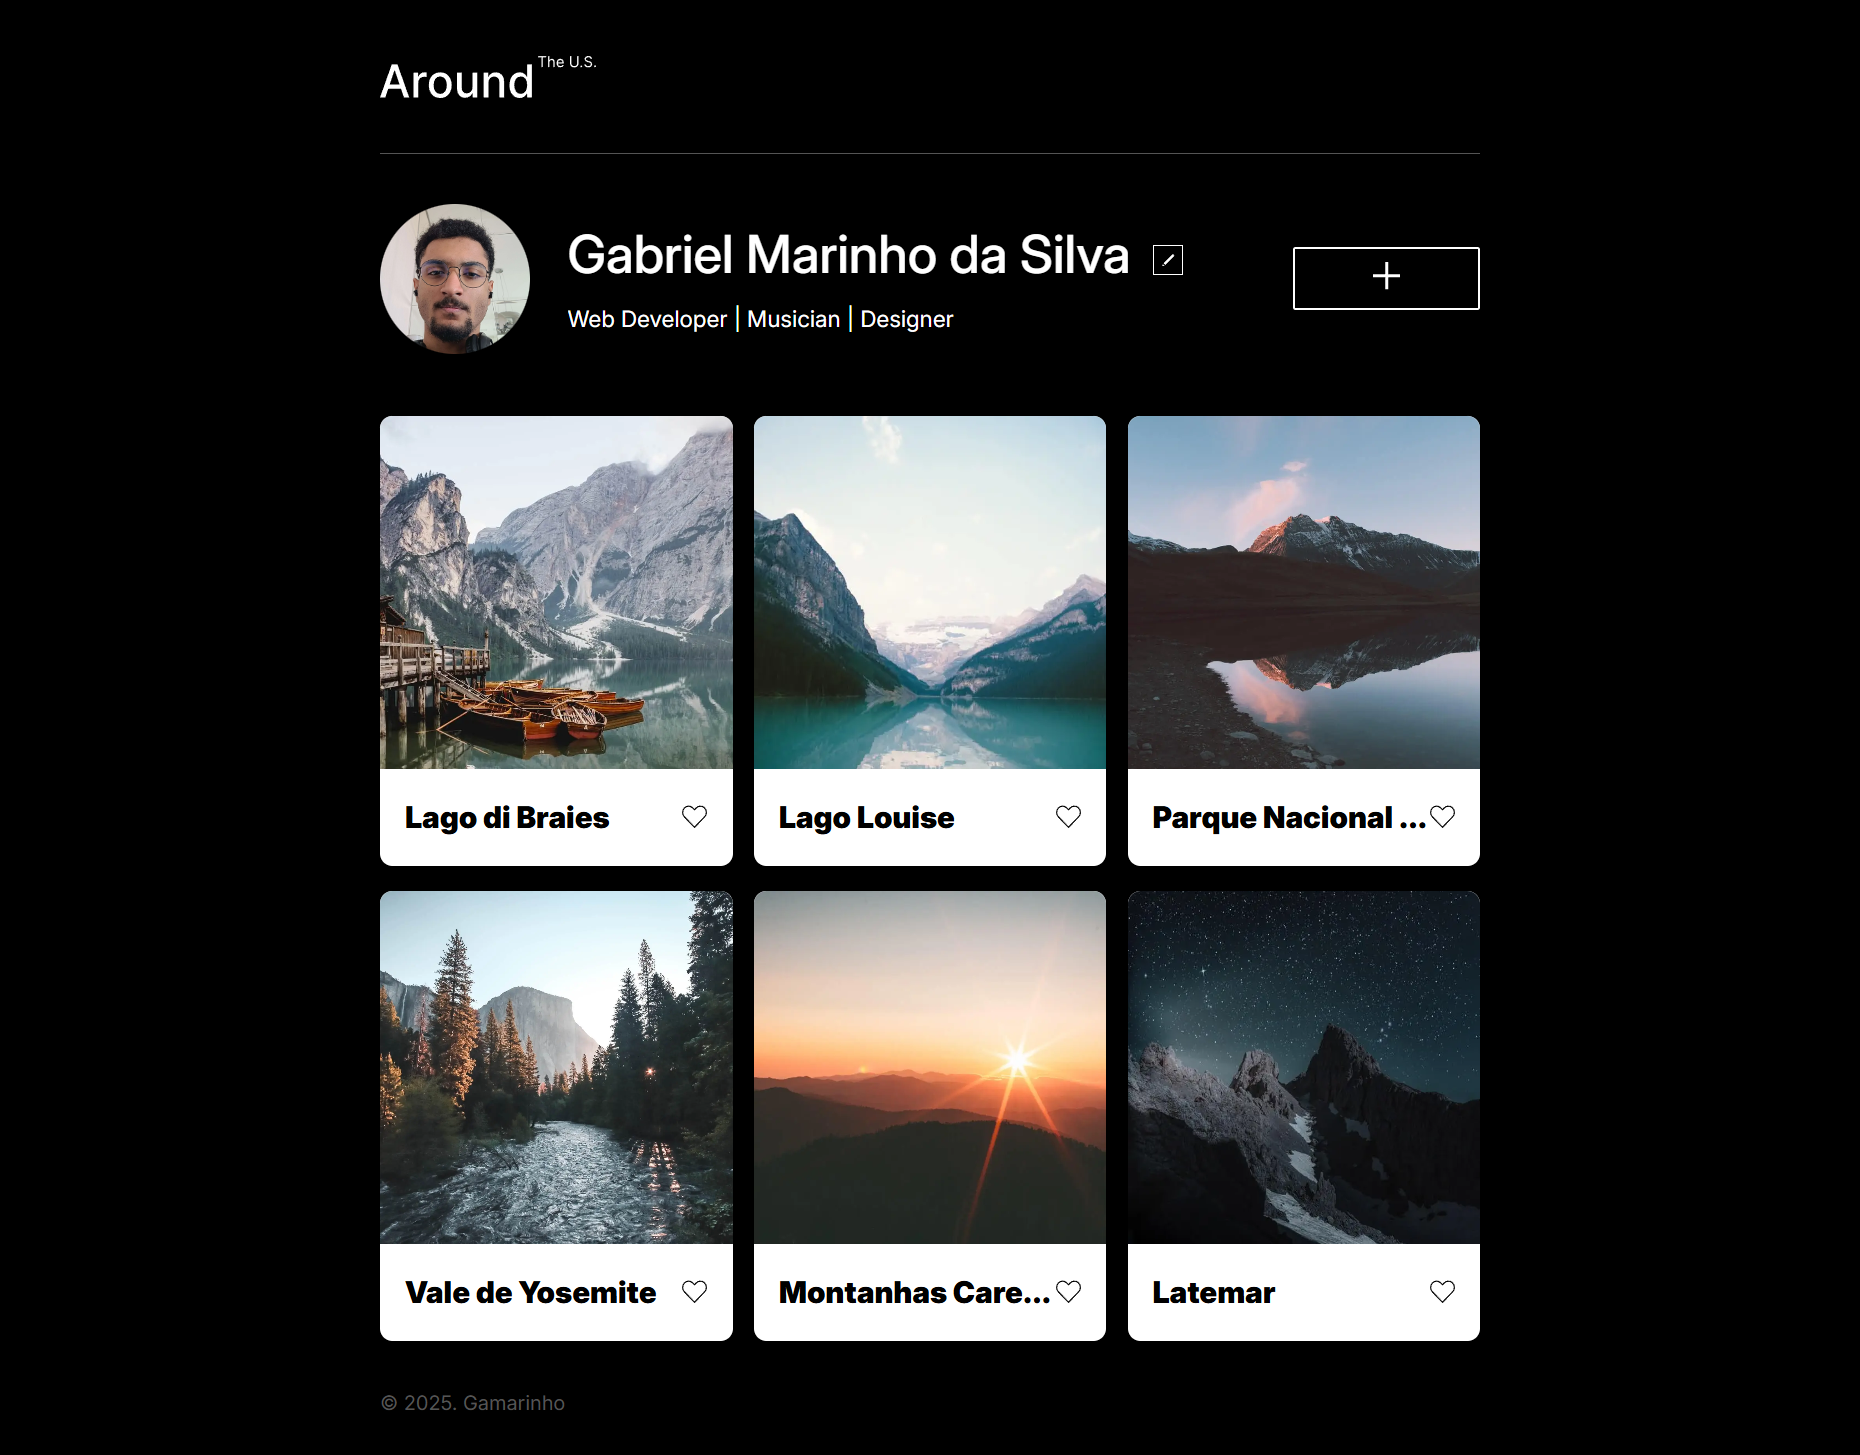 Around The U.S.
Gabriel Marinho da Silva
Web Developer | Musician | Designer
Lago di Braies
Lago Louise
Parque Nacional ...
Vale de Yosemite
Montanhas Care...
Latemar
© 2025. Gamarinho